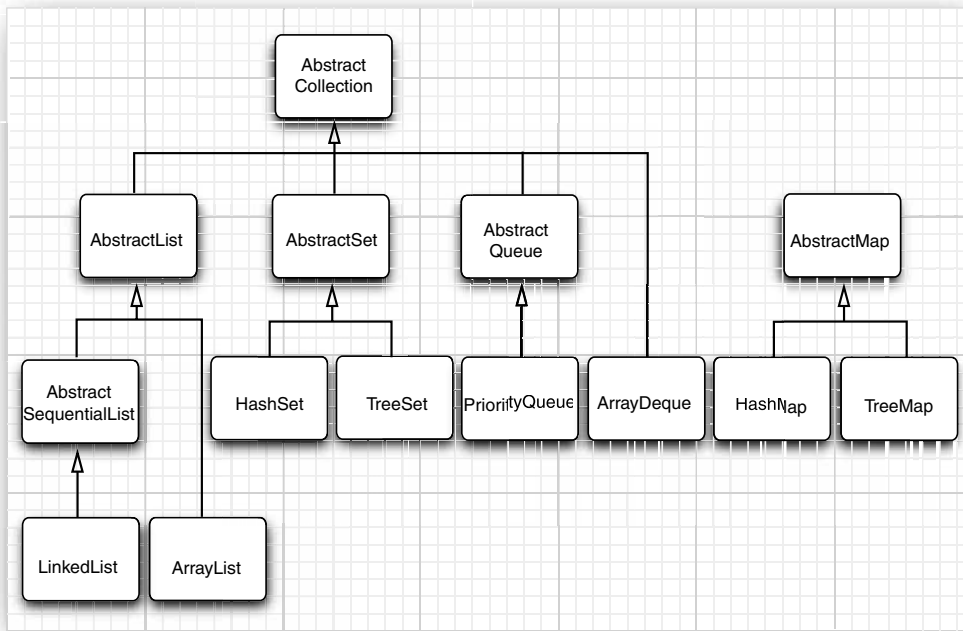 Abstract
Collection
AbstractList
AbstractSet
Abstract
Queue
AbstractMap
Abstract
SequentialList
HashSet
TreeSet
PriorityQueue
ArrayDeque
HashMap
TreeMap
LinkedList
ArrayList